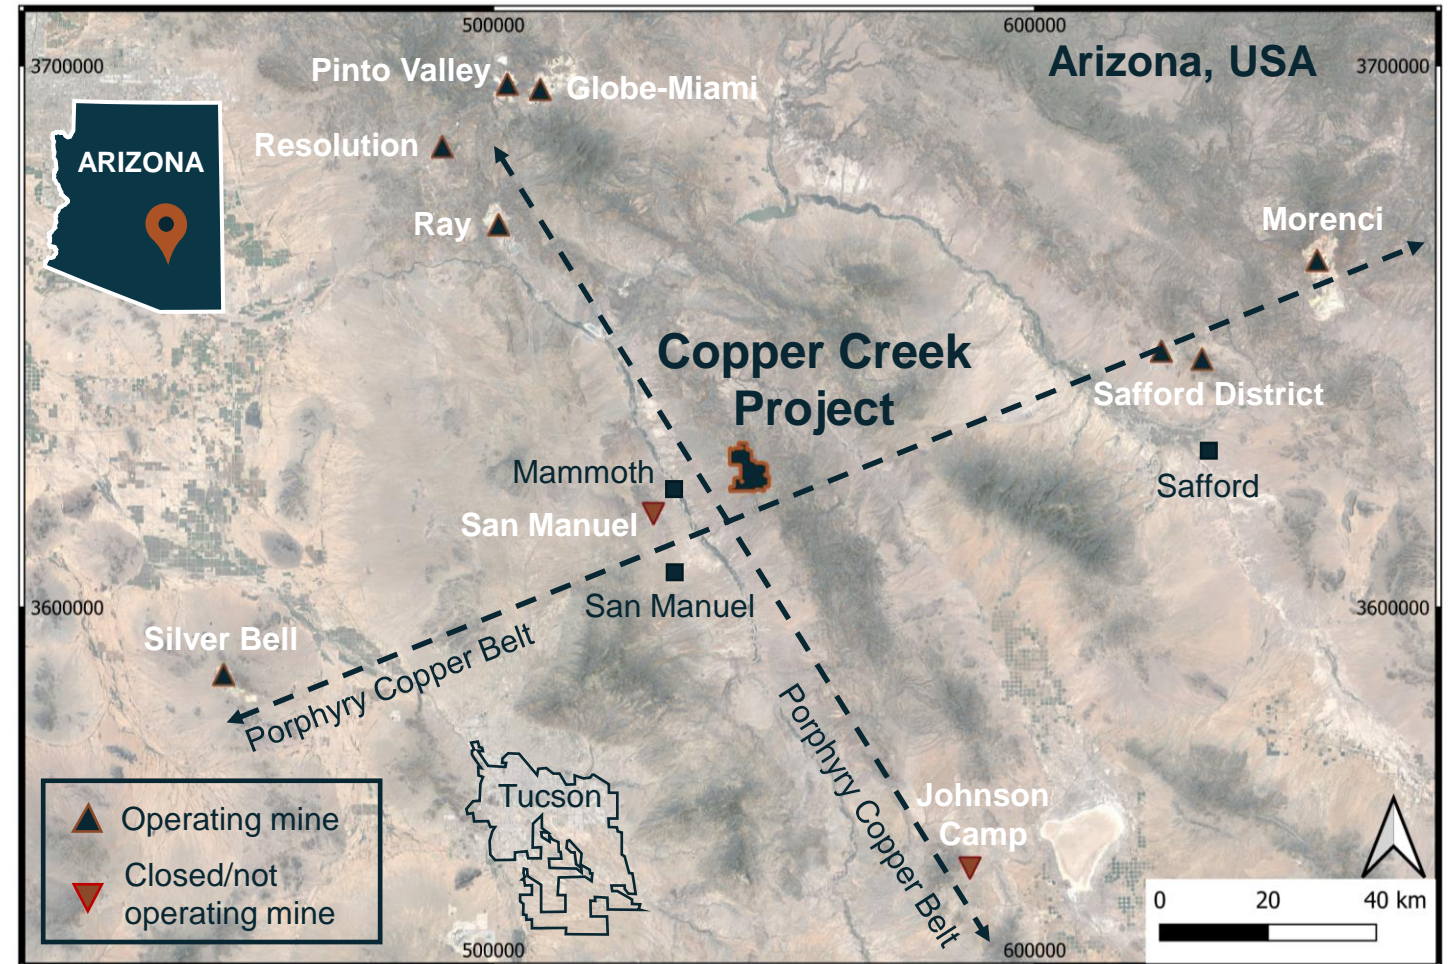 500000
600000
3700000
Pinto Valley
Globe-Miami
Arizona, USA
3700000
Resolution
ARIZONA
Ray
Morenci
Copper Creek
Project
Safford District
Mammoth
Safford
San Manuel
San Manuel
3600000
3600000
Silver Bell
Porphyry Copper Belt
Porphyry Copper Belt
Tucson
Johnson
Camp
Operating mine
Closed/not
operating mine
0 20 40 km
500000
600000